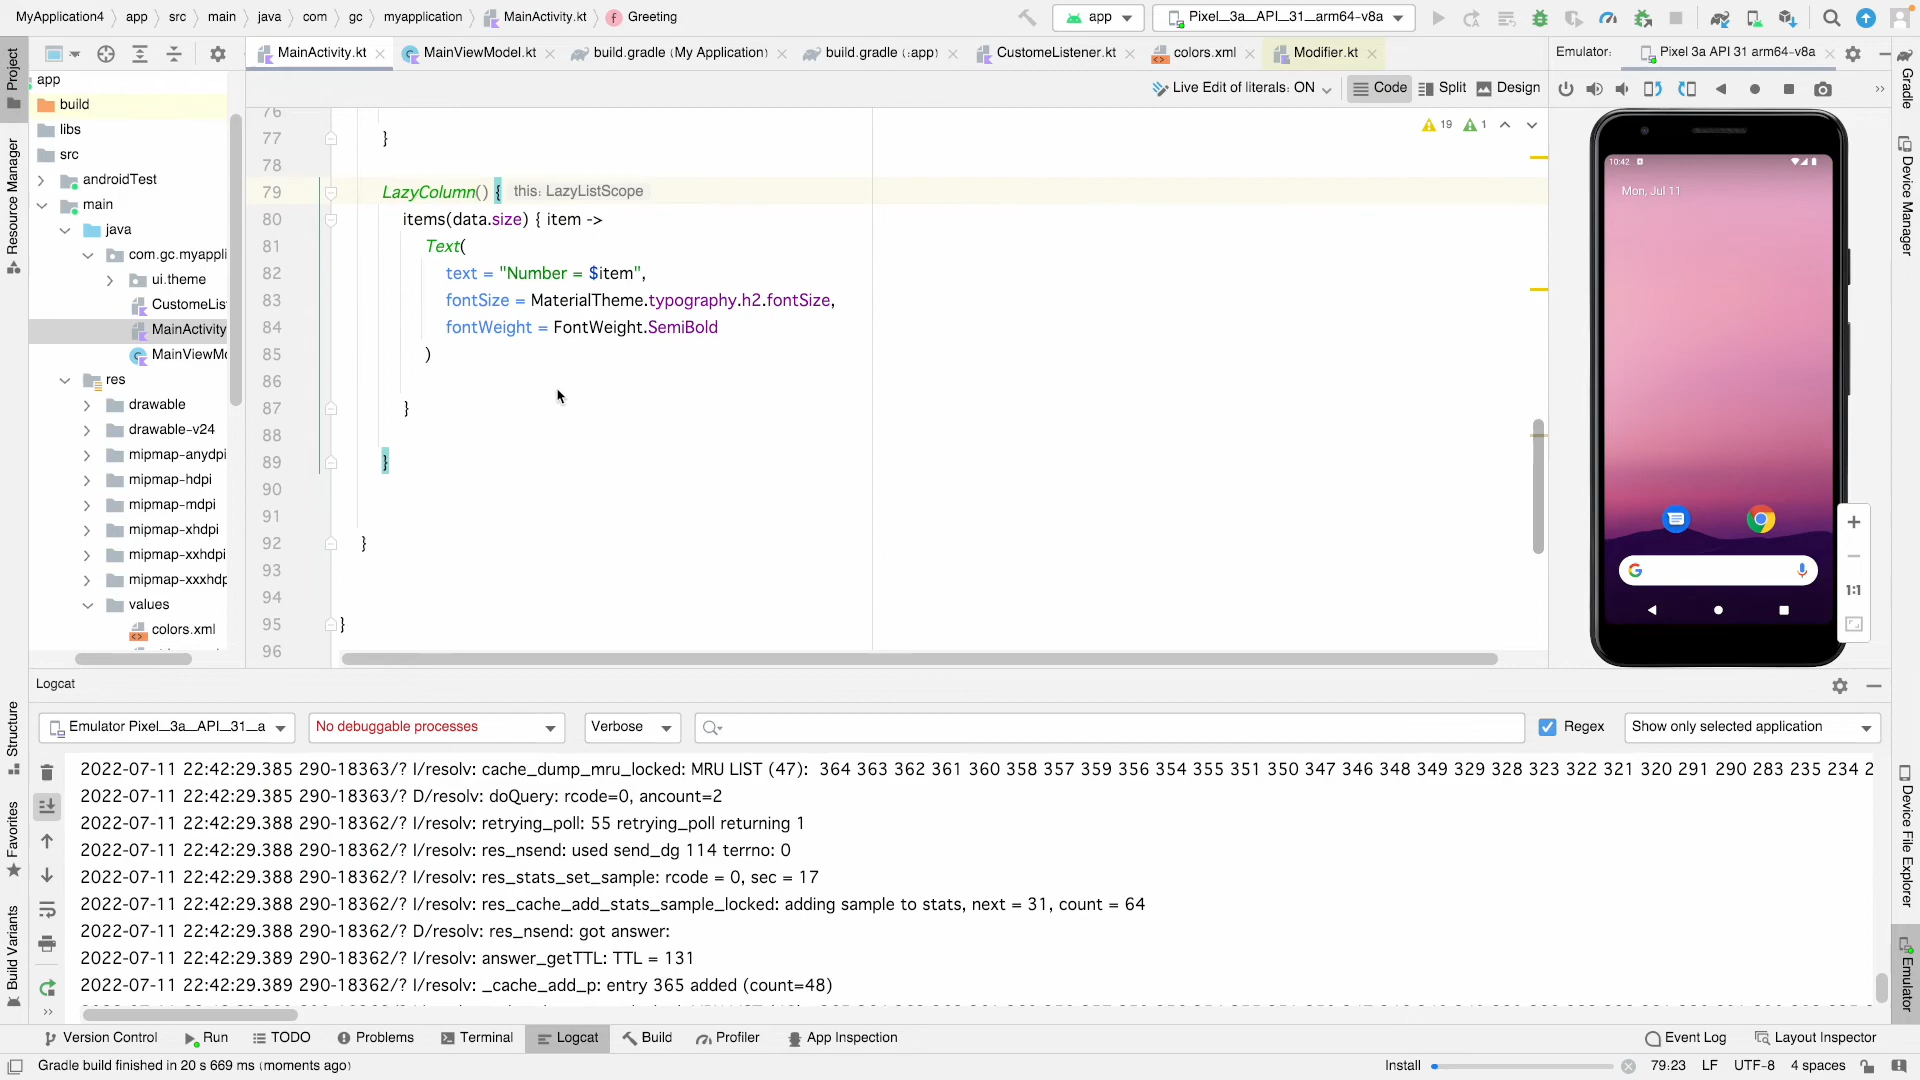 MyApplication4 app src main java com gc myapplication MainActivity.kt Greeting
app Pixel_3a_API_31_arm64-v8a
MainActivity.kt MainViewModel.kt build.gradle (My Application) build.gradle (:app) CustomeListener.kt colors.xml Modifier.kt
Emulator: Pixel 3a API 31 arm64-v8a
Live Edit of literals: ON Code Split Design
Project
Resource Manager
Structure
Favorites
Build Variants
app
build
libs
src
androidTest
main
java
com.gc.myappli
ui.theme
CustomeLis
MainActivity
MainViewMo
res
drawable
drawable-v24
mipmap-anydpi
mipmap-hdpi
mipmap-mdpi
mipmap-xhdpi
mipmap-xxhdpi
mipmap-xxxhdp
values
colors.xml
19 1
76
77 }
78
79 LazyColumn() { this: LazyListScope
80 items(data.size) { item ->
81 Text(
82 text = "Number = $item",
83 fontSize = MaterialTheme.typography.h2.fontSize,
84 fontWeight = FontWeight.SemiBold
85 )
86
87 }
88
89 }
90
91
92 }
93
94
95 }
96
10:42
Mon, Jul 11
1:1
Gradle
Device Manager
Device File Explorer
Emulator
Logcat
Emulator Pixel_3a_API_31_a No debuggable processes Verbose Regex Show only selected application
2022-07-11 22:42:29.385 290-18363/? I/resolv: cache_dump_mru_locked: MRU LIST (47): 364 363 362 361 360 358 357 359 356 354 355 351 350 347 346 348 349 329 328 323 322 321 320 291 290 283 235 234 2
2022-07-11 22:42:29.385 290-18363/? D/resolv: doQuery: rcode=0, ancount=2
2022-07-11 22:42:29.388 290-18362/? I/resolv: retrying_poll: 55 retrying_poll returning 1
2022-07-11 22:42:29.388 290-18362/? I/resolv: res_nsend: used send_dg 114 terrno: 0
2022-07-11 22:42:29.388 290-18362/? I/resolv: res_stats_set_sample: rcode = 0, sec = 17
2022-07-11 22:42:29.388 290-18362/? I/resolv: res_cache_add_stats_sample_locked: adding sample to stats, next = 31, count = 64
2022-07-11 22:42:29.388 290-18362/? D/resolv: res_nsend: got answer:
2022-07-11 22:42:29.389 290-18362/? I/resolv: answer_getTTL: TTL = 131
2022-07-11 22:42:29.389 290-18362/? I/resolv: _cache_add_p: entry 365 added (count=48)
Version Control Run TODO Problems Terminal Logcat Build Profiler App Inspection Event Log Layout Inspector
Gradle build finished in 20 s 669 ms (moments ago) Install 79:23 LF UTF-8 4 spaces